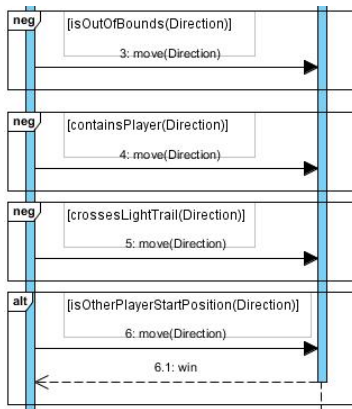 neg
[isOutOfBounds(Direction)]
3: move(Direction)
neg
[containsPlayer(Direction)]
4: move(Direction)
neg
[crossesLightTrail(Direction)]
5: move(Direction)
alt
[isOtherPlayerStartPosition(Direction)]
6: move(Direction)
6.1: win